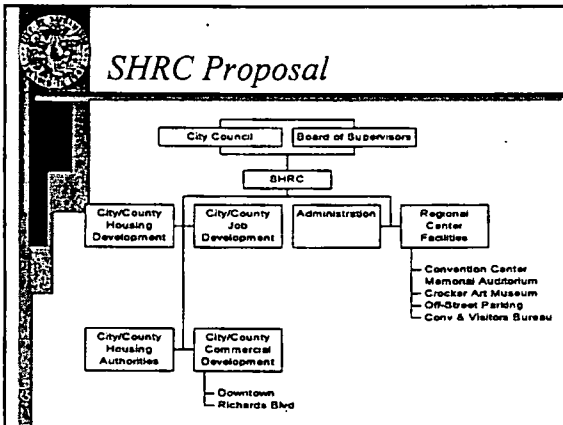 SHRC Proposal
City Council
Board of Supervisors
SHRC
City/County
Housing
Development
City/County
Job
Development
Administration
Regional
Center
Facilities
Convention Center
Memorial Auditorium
Crocker Art Museum
Off-Street Parking
Conv & Visitors Bureau
City/County
Housing
Authorities
City/County
Commercial
Development
Downtown
Richards Blvd